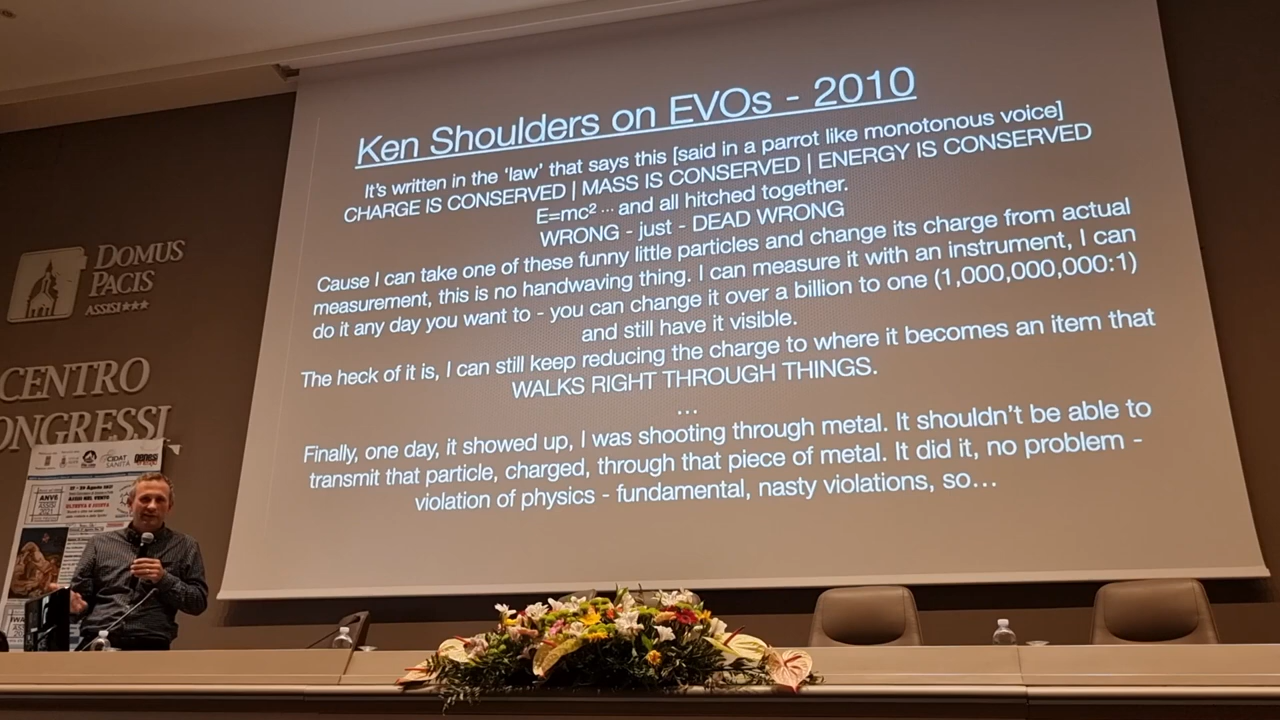 Ken Shoulders on EVOs - 2010
It's written in the 'law' that says this [said in a parrot like monotonous voice]
CHARGE IS CONSERVED | MASS IS CONSERVED | ENERGY IS CONSERVED
E=mc² ... and all hitched together.
WRONG - just - DEAD WRONG
Cause I can take one of these funny little particles and change its charge from actual
measurement, this is no handwaving thing. I can measure it with an instrument, I can
do it any day you want to - you can change it over a billion to one (1,000,000,000:1)
and still have it visible.
The heck of it is, I can still keep reducing the charge to where it becomes an item that
WALKS RIGHT THROUGH THINGS.
...
Finally, one day, it showed up, I was shooting through metal. It shouldn't be able to
transmit that particle, charged, through that piece of metal. It did it, no problem -
violation of physics - fundamental, nasty violations, so...
DOMUS
PACIS
ASSISI★★★
CENTRO
ONGRESSI
CIDAT
SANITA